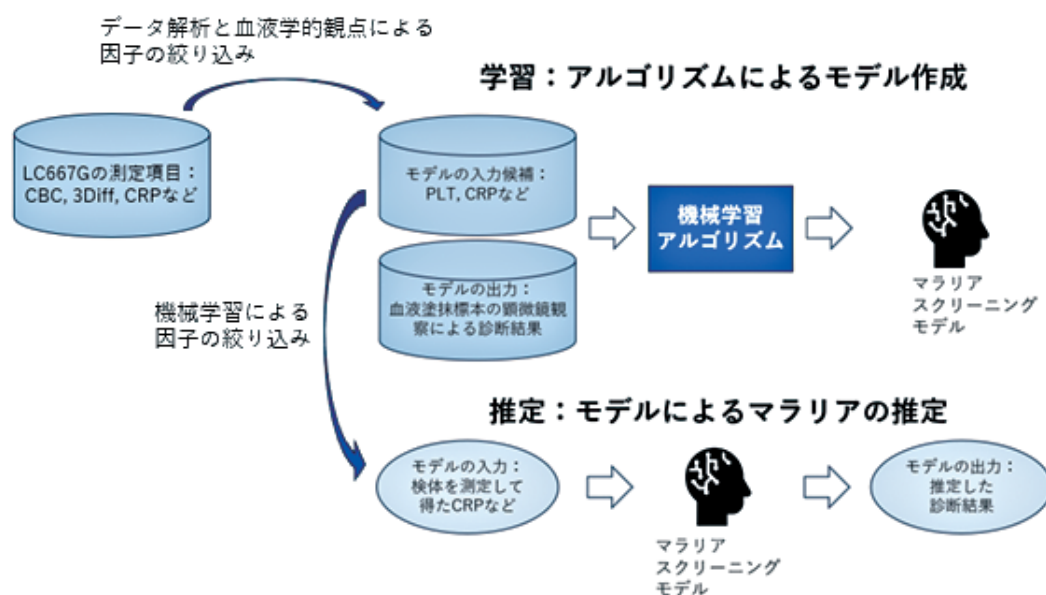 データ解析と血液学的観点による
因子の絞り込み
学習：アルゴリズムによるモデル作成
LC667Gの測定項目：
CBC, 3Diff, CRPなど
モデルの入力候補：
PLT, CRPなど
機械学習
アルゴリズム
マラリア
スクリーニング
モデル
モデルの出力：
血液塗抹標本の顕微鏡観
察による診断結果
機械学習による
因子の絞り込み
推定：モデルによるマラリアの推定
モデルの入力：
検体を測定して
得たCRPなど
マラリア
スクリーニング
モデル
モデルの出力：
推定した
診断結果